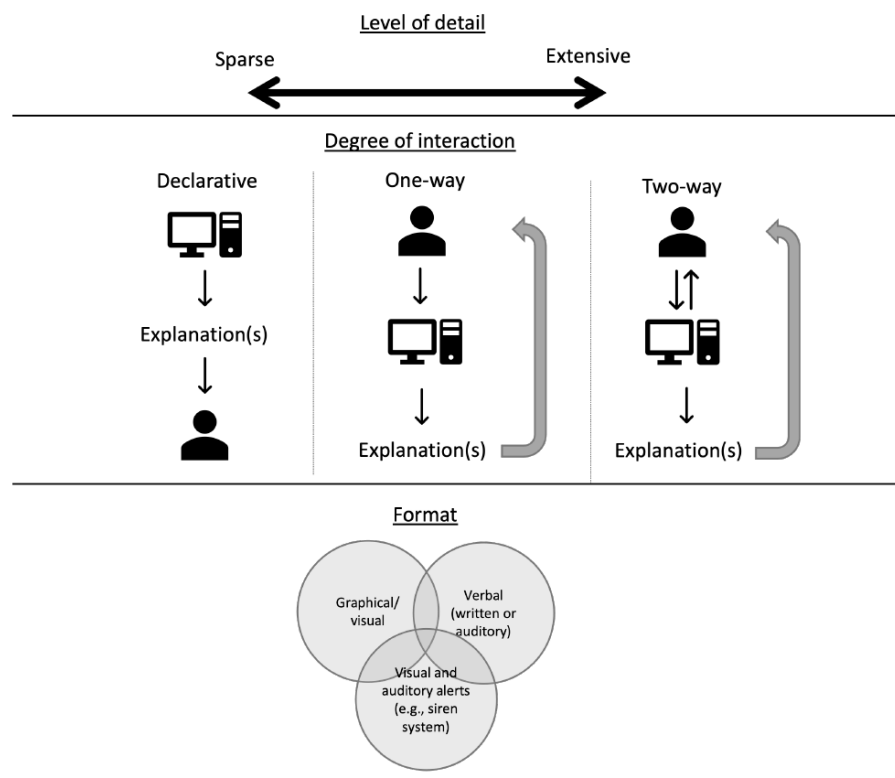 Level of detail
Sparse
Extensive
Degree of interaction
Declarative
One-way
Two-way
Explanation(s)
Explanation(s)
Explanation(s)
Format
Graphical/
visual
Verbal
(written or
auditory)
Visual and
auditory alerts
(e.g., siren
system)